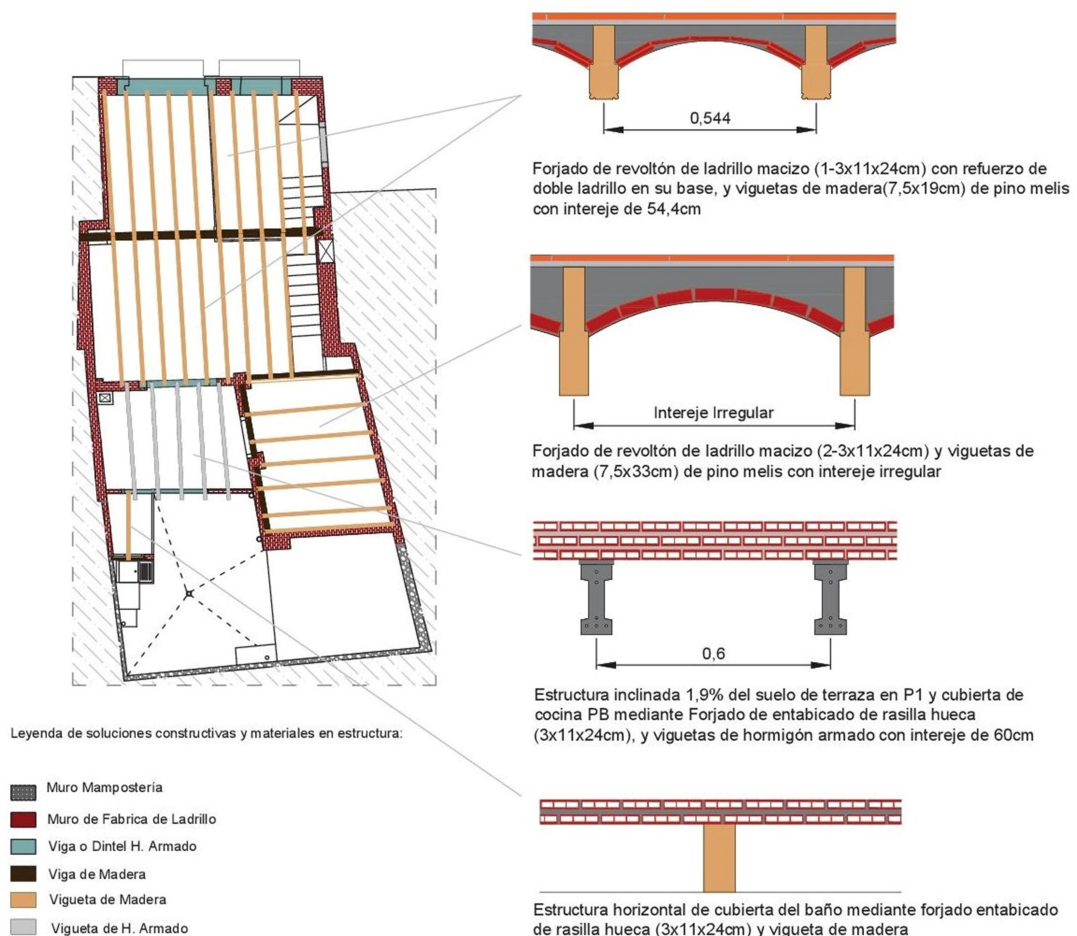 0,544
Forjado de revoltón de ladrillo macizo (1-3x11x24cm) con refuerzo de
doble ladrillo en su base, y viguetas de madera(7,5x19cm) de pino melis
con intereje de 54,4cm
Intereje Irregular
Forjado de revoltón de ladrillo macizo (2-3x11x24cm) y viguetas de
madera (7,5x33cm) de pino melis con intereje irregular
0,6
Estructura inclinada 1,9% del suelo de terraza en P1 y cubierta de
cocina PB mediante Forjado de entabicado de rasilla hueca
(3x11x24cm), y viguetas de hormigón armado con intereje de 60cm
Estructura horizontal de cubierta del baño mediante forjado entabicado
de rasilla hueca (3x11x24cm) y vigueta de madera
Leyenda de soluciones constructivas y materiales en estructura:
Muro Mampostería
Muro de Fabrica de Ladrillo
Viga o Dintel H. Armado
Viga de Madera
Vigueta de Madera
Vigueta de H. Armado